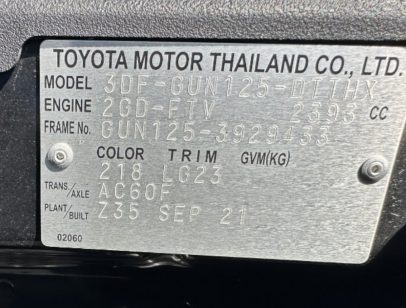 TOYOTA MOTOR THAILAND CO., LTD.
MODEL 3DF-GUN125-DTTHX
ENGINE 2GD-FTV 2393 CC
FRAME No. GUN125-3929433
COLOR TRIM GVM(KG)
218 LG23
TRANS./AXLE AC60F
PLANT/BUILT Z35 SEP 21
02060